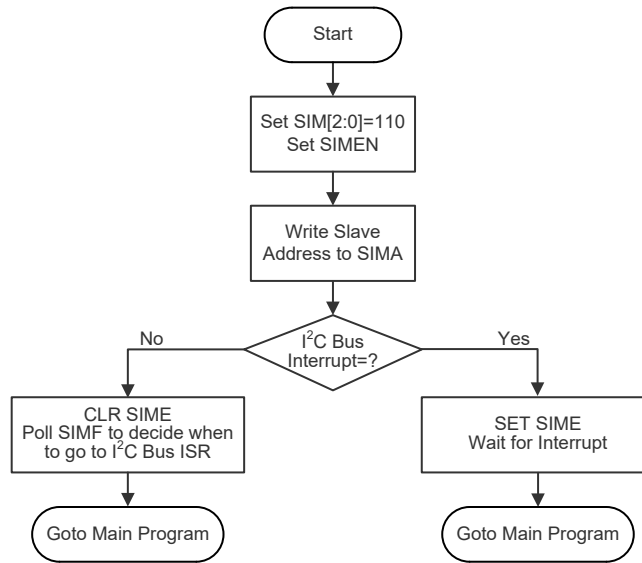 Start
Set SIM[2:0]=110
Set SIMEN
Write Slave
Address to SIMA
I²C Bus
Interrupt=?
No
Yes
CLR SIME
Poll SIMF to decide when
to go to I²C Bus ISR
SET SIME
Wait for Interrupt
Goto Main Program
Goto Main Program